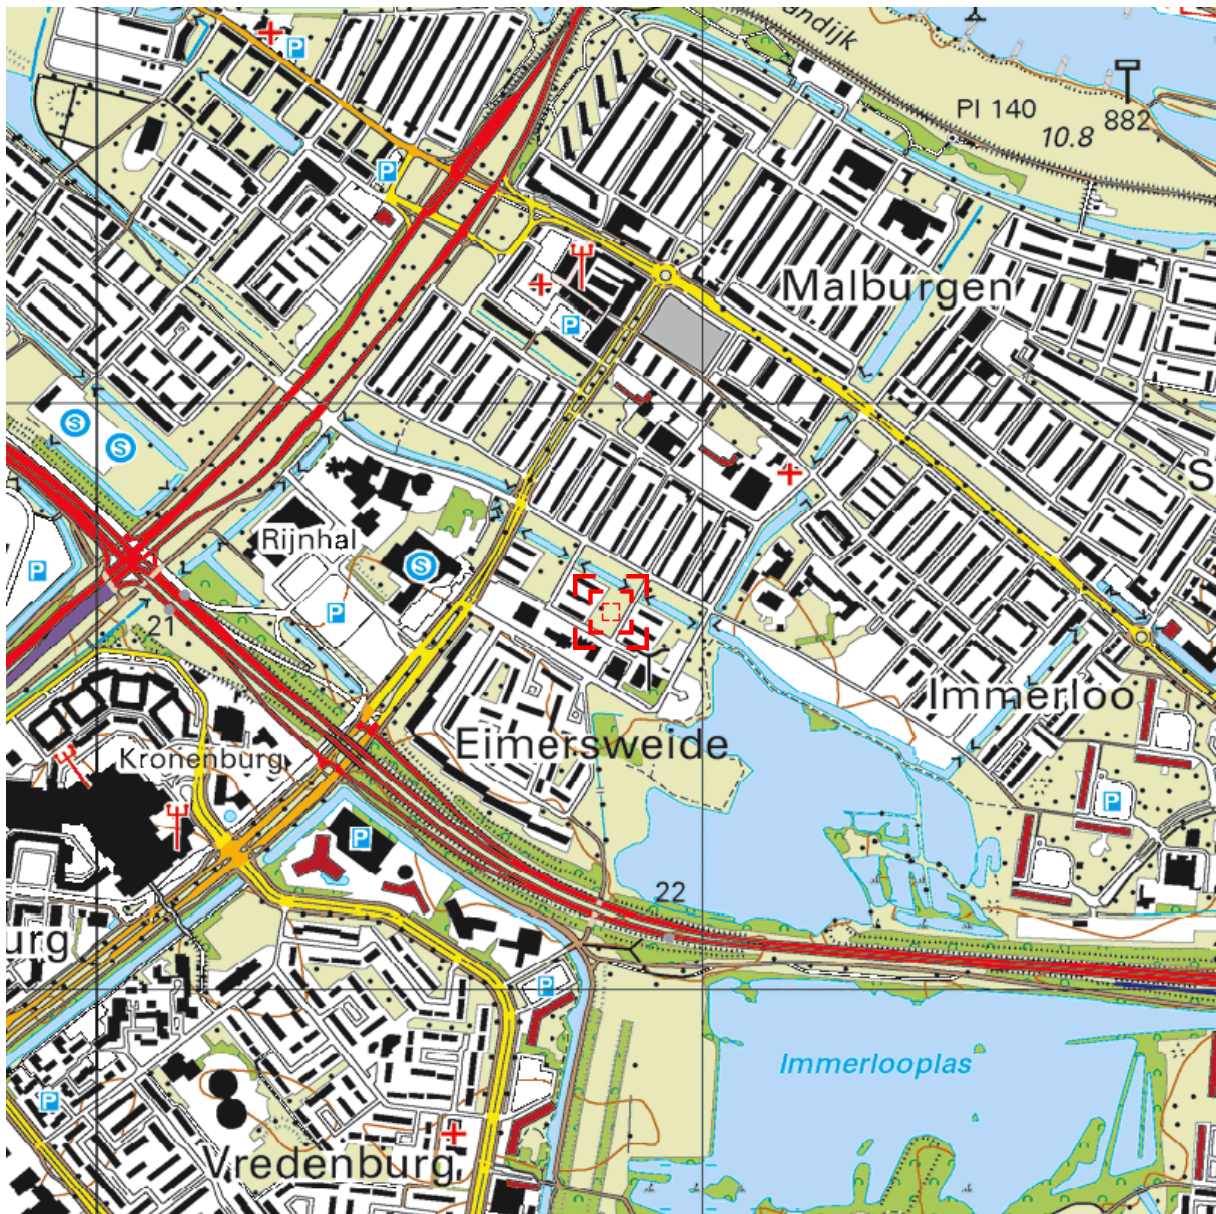 andijk
Pl 140
10.8
882
P
P
Malburgen
P
S
S
S
Rijnhal
S
P
P
21
Immerloo
Eimersweide
Kronenburg
P
P
22
urg
P
Immerlooplas
P
Vredenburg